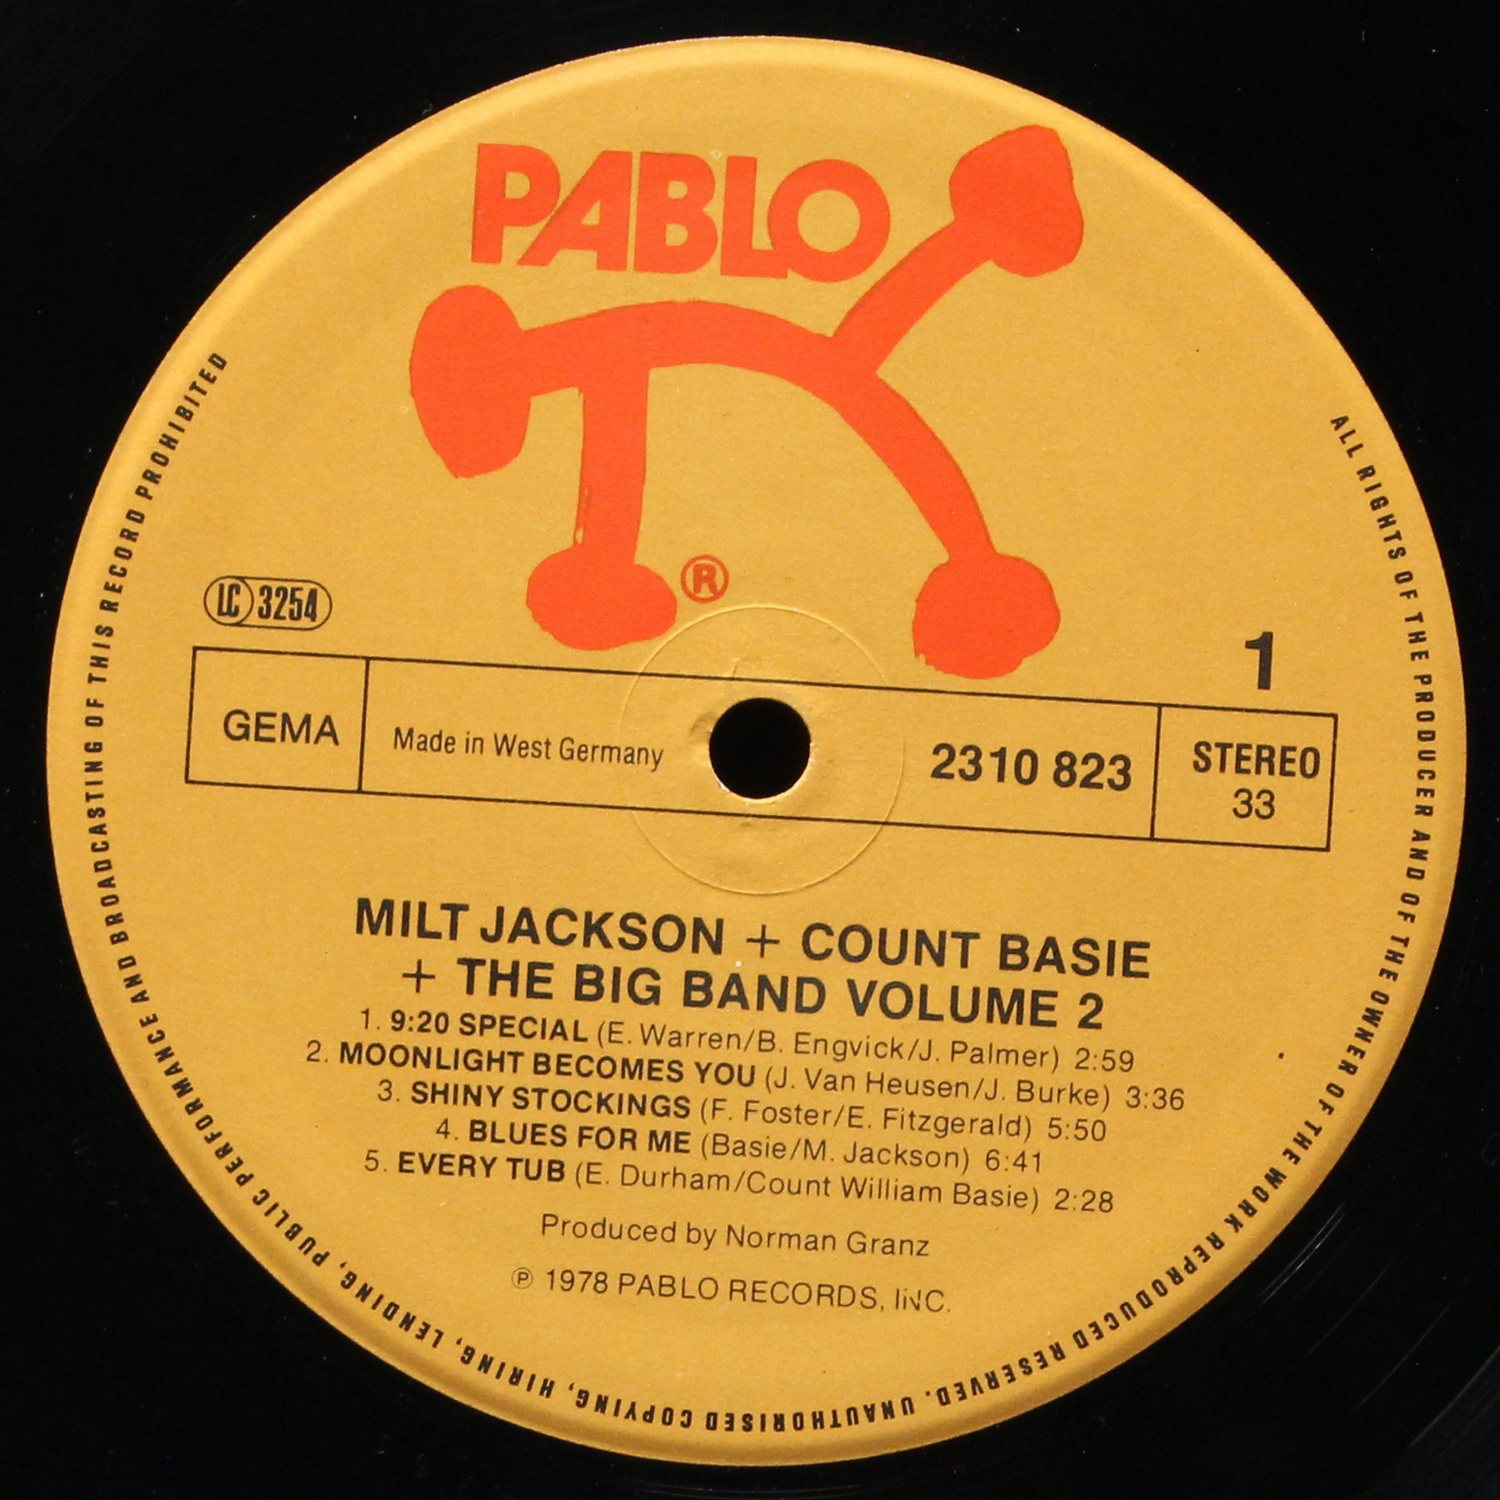 PABLO
®
LC 3254
1
GEMA
Made in West Germany
2310 823
STEREO
33
MILT JACKSON + COUNT BASIE
+ THE BIG BAND VOLUME 2
1. 9:20 SPECIAL (E. Warren/B. Engvick/J. Palmer) 2:59
2. MOONLIGHT BECOMES YOU (J. Van Heusen/J. Burke) 3:36
3. SHINY STOCKINGS (F. Foster/E. Fitzgerald) 5:50
4. BLUES FOR ME (Basie/M. Jackson) 6:41
5. EVERY TUB (E. Durham/Count William Basie) 2:28
Produced by Norman Granz
℗ 1978 PABLO RECORDS, INC.
ALL RIGHTS OF THE PRODUCER AND OF THE OWNER OF THE WORK REPRODUCED RESERVED. UNAUTHORISED COPYING, HIRING, LENDING, PUBLIC PERFORMANCE AND BROADCASTING OF THIS RECORD PROHIBITED